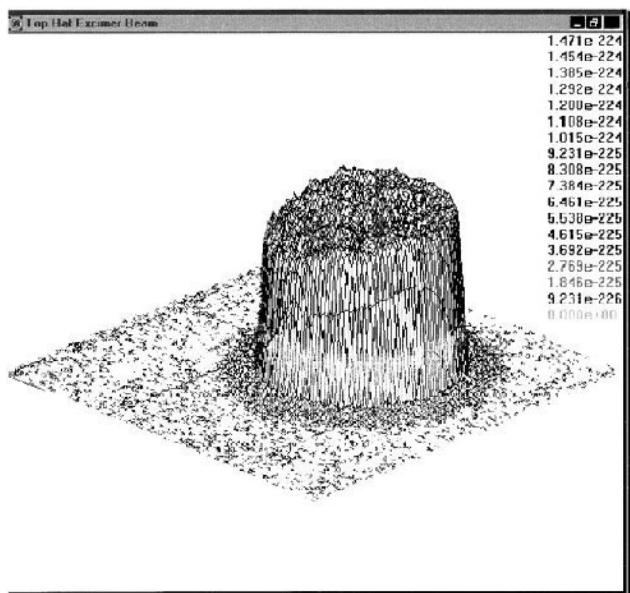 Top Hat Excimer Beam
1.471e-224
1.454e-224
1.385e-224
1.292e-224
1.200e-224
1.108e-224
1.015e-224
9.231e-225
8.308e-225
7.384e-225
6.461e-225
5.538e-225
4.615e-225
3.692e-225
2.769e-225
1.846e-225
9.231e-226
0.000e+00